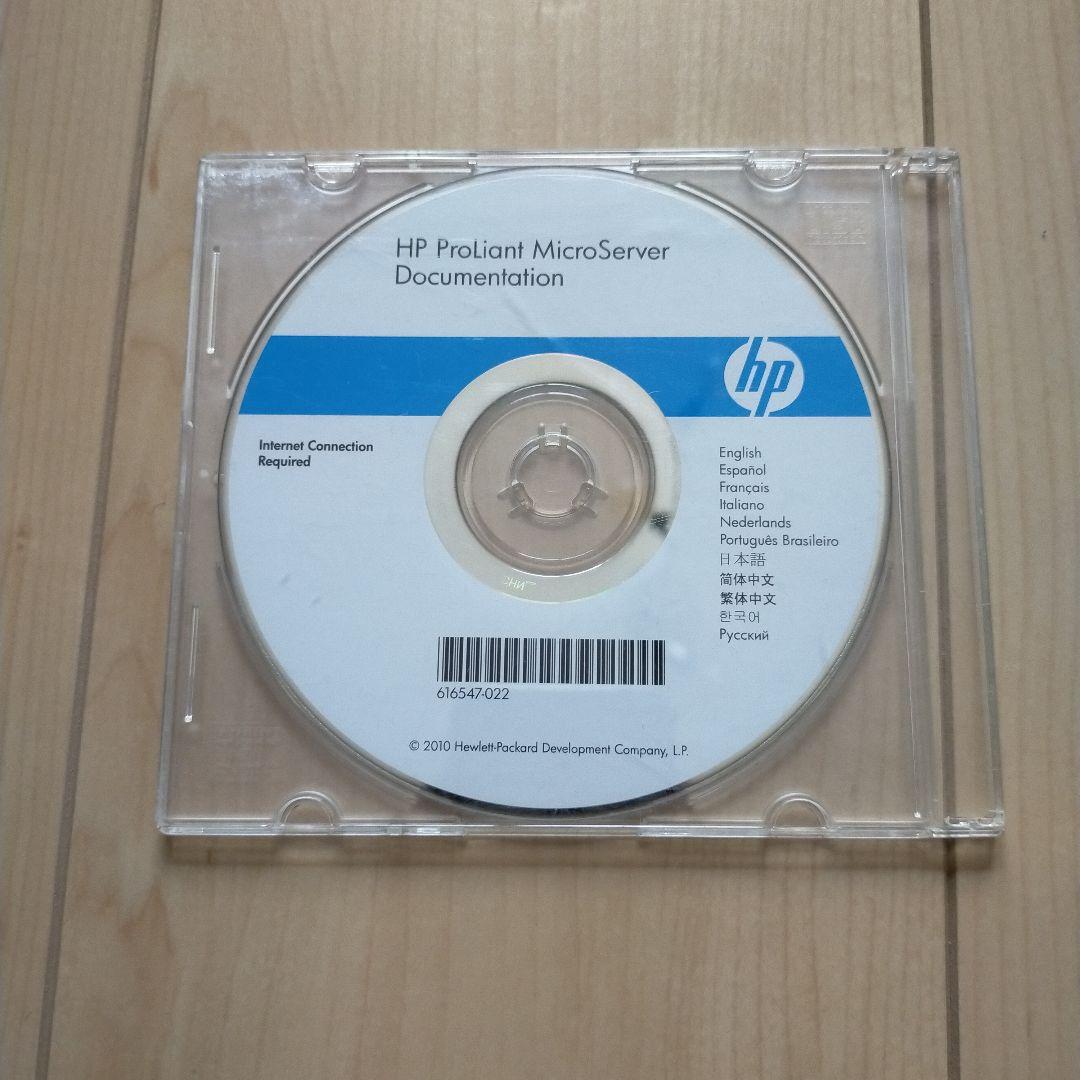 HP ProLiant MicroServer
Documentation
hp
Internet Connection
Required
English
Español
Français
Italiano
Nederlands
Português Brasileiro
日本語
简体中文
繁体中文
한국어
Русский
616547-022
© 2010 Hewlett-Packard Development Company, L.P.